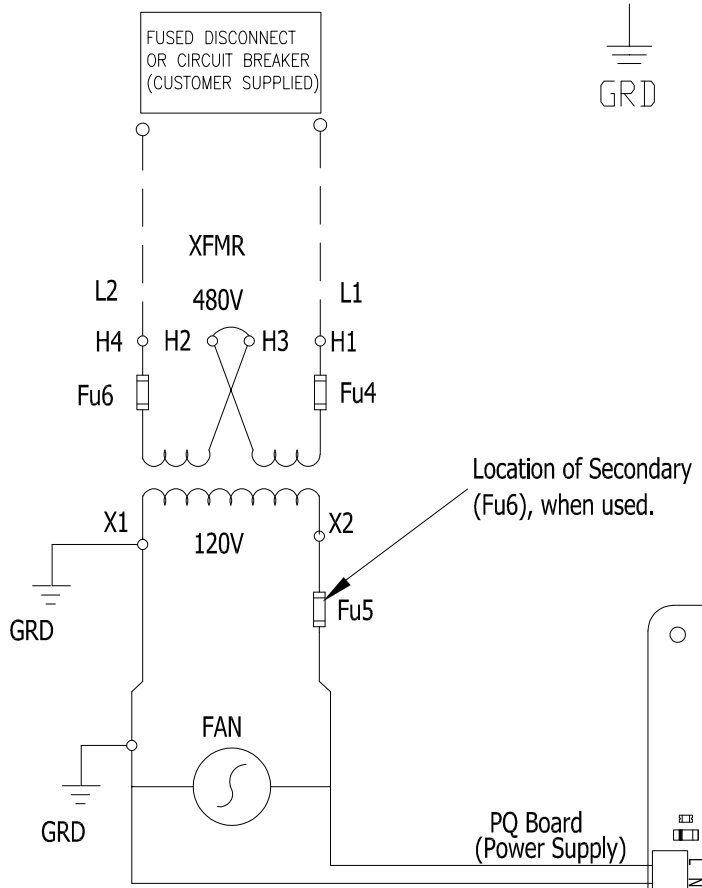 FUSED DISCONNECT
OR CIRCUIT BREAKER
(CUSTOMER SUPPLIED)
GRD
XFMR
L2
480V
L1
H4
H2
H3
H1
Fu6
Fu4
Location of Secondary
(Fu6), when used.
X1
120V
X2
GRD
Fu5
FAN
GRD
PQ Board
(Power Supply)
L
N